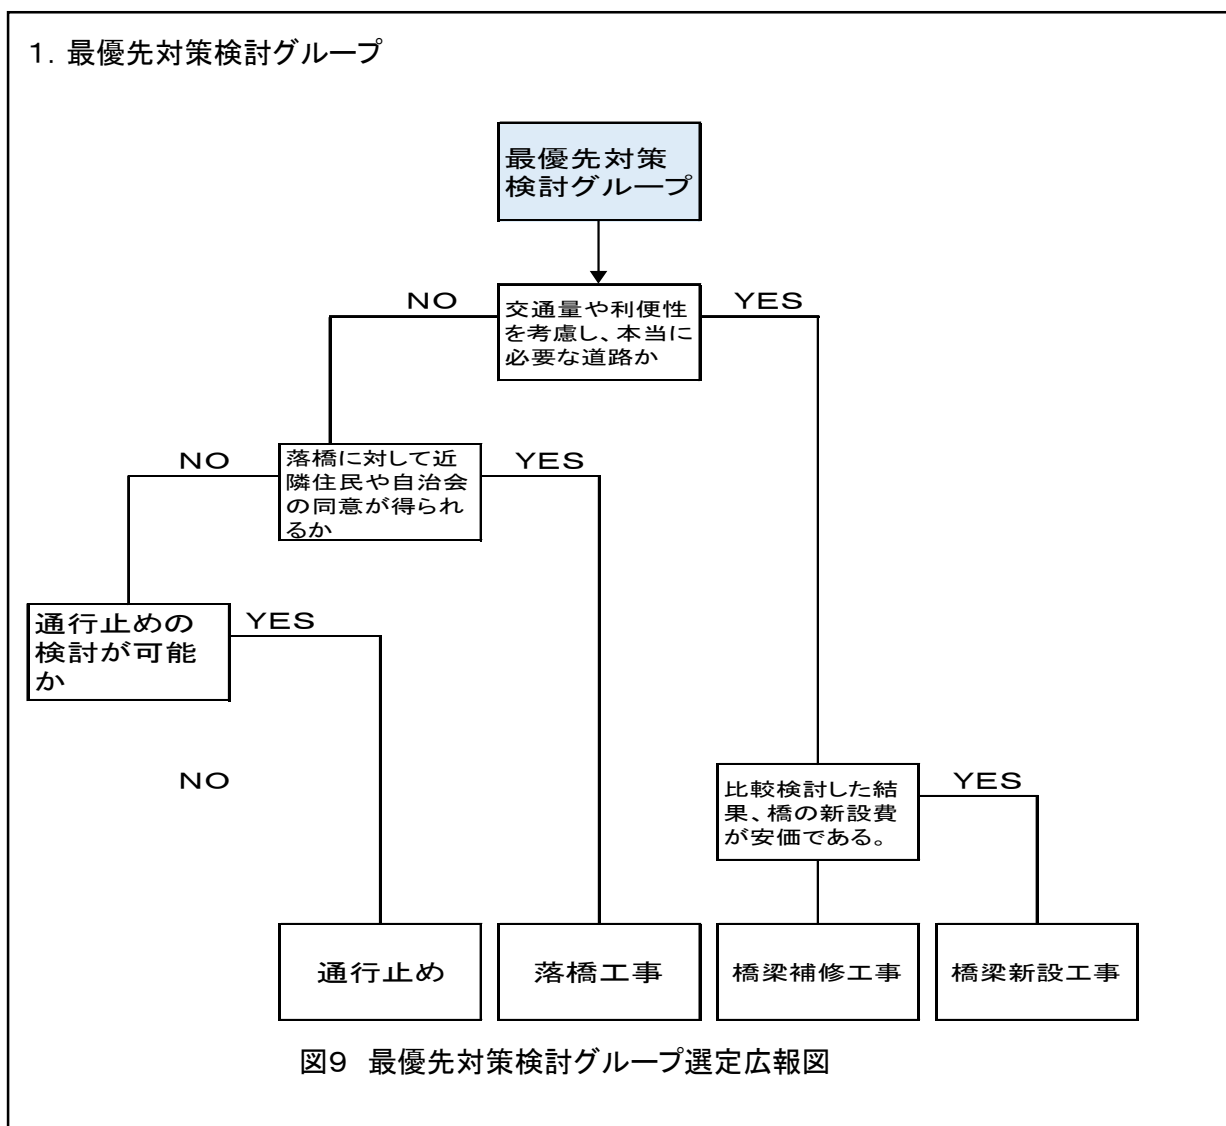 1．最優先対策検討グループ
最優先対策
検討グループ
NO
交通量や利便性
を考慮し、本当に
必要な道路か
YES
NO
落橋に対して近
隣住民や自治会
の同意が得られ
るか
YES
通行止めの
検討が可能
か
YES
NO
比較検討した結
果、橋の新設費
が安価である。
YES
通行止め
落橋工事
橋梁補修工事
橋梁新設工事
図9　最優先対策検討グループ選定広報図